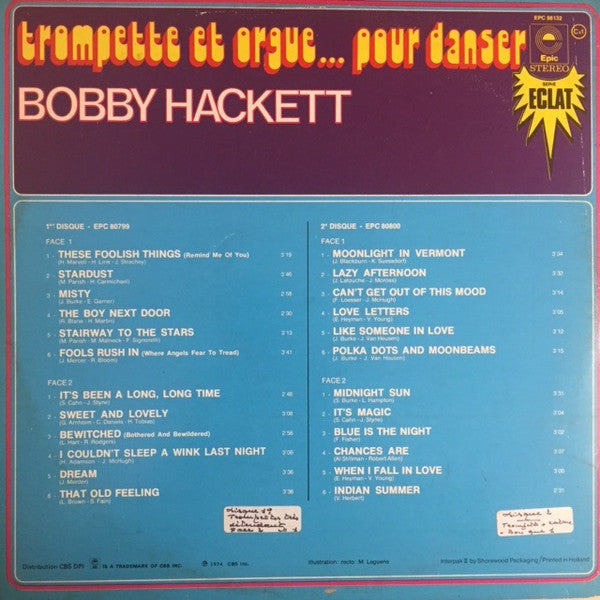 EPC 88132
trompette et orgue... pour danser
Epic
STEREO
SERIE
ECLAT
BOBBY HACKETT
1er DISQUE - EPC 80799
FACE 1
1 - THESE FOOLISH THINGS (Remind Me Of You) 3:19
(H. Marvell - H. Link - J. Strachey)
2 - STARDUST 3:46
(M. Parish - H. Carmichael)
3 - MISTY 2:58
(J. Burke - E. Garner)
4 - THE BOY NEXT DOOR 2:30
(R. Blane - H. Martin)
5 - STAIRWAY TO THE STARS 3:13
(M. Parish - M. Malneck - F. Signorelli)
6 - FOOLS RUSH IN (Where Angels Fear To Tread) 3:41
(J. Mercer - R. Bloom)
FACE 2
1 - IT'S BEEN A LONG, LONG TIME 2:46
(S. Cahn - J. Styne)
2 - SWEET AND LOVELY 3:08
(G. Arnheim - C. Daniels - H. Tobias)
3 - BEWITCHED (Bothered And Bewildered) 2:56
(L. Hart - R. Rodgers)
4 - I COULDN'T SLEEP A WINK LAST NIGHT 3:06
(H. Adamson - J. McHugh)
5 - DREAM 3:36
(J. Mercer)
6 - THAT OLD FEELING 3:06
(L. Brown - S. Fain)
2e DISQUE - EPC 80800
FACE 1
1 - MOONLIGHT IN VERMONT 3:04
(J. Blackburn - K. Suessdorf)
2 - LAZY AFTERNOON 3:32
(J. Latouche - J. Moross)
3 - CAN'T GET OUT OF THIS MOOD 3:14
(F. Loesser - J. McHugh)
4 - LOVE LETTERS 3:09
(E. Heyman - V. Young)
5 - LIKE SOMEONE IN LOVE 2:39
(J. Burke - J. Van Heusen)
6 - POLKA DOTS AND MOONBEAMS 3:15
(J. Burke - J. Van Heusen)
FACE 2
1 - MIDNIGHT SUN 3:31
(S. Burke - L. Hampton)
2 - IT'S MAGIC 3:04
(S. Cahn - J. Styne)
3 - BLUE IS THE NIGHT 3:08
(F. Fisher)
4 - CHANCES ARE 3:00
(Al Stillman - Robert Allen)
5 - WHEN I FALL IN LOVE 3:00
(E. Heyman - V. Young)
6 - INDIAN SUMMER 2:31
(V. Herbert)
Disque
Disque 2
Distribution CBS DPI
IS A TRADEMARK OF CBS INC.
℗ 1974 CBS INC.
Illustration: recto: M. Laguens
Interpak II by Shorewood Packaging / Printed in Holland